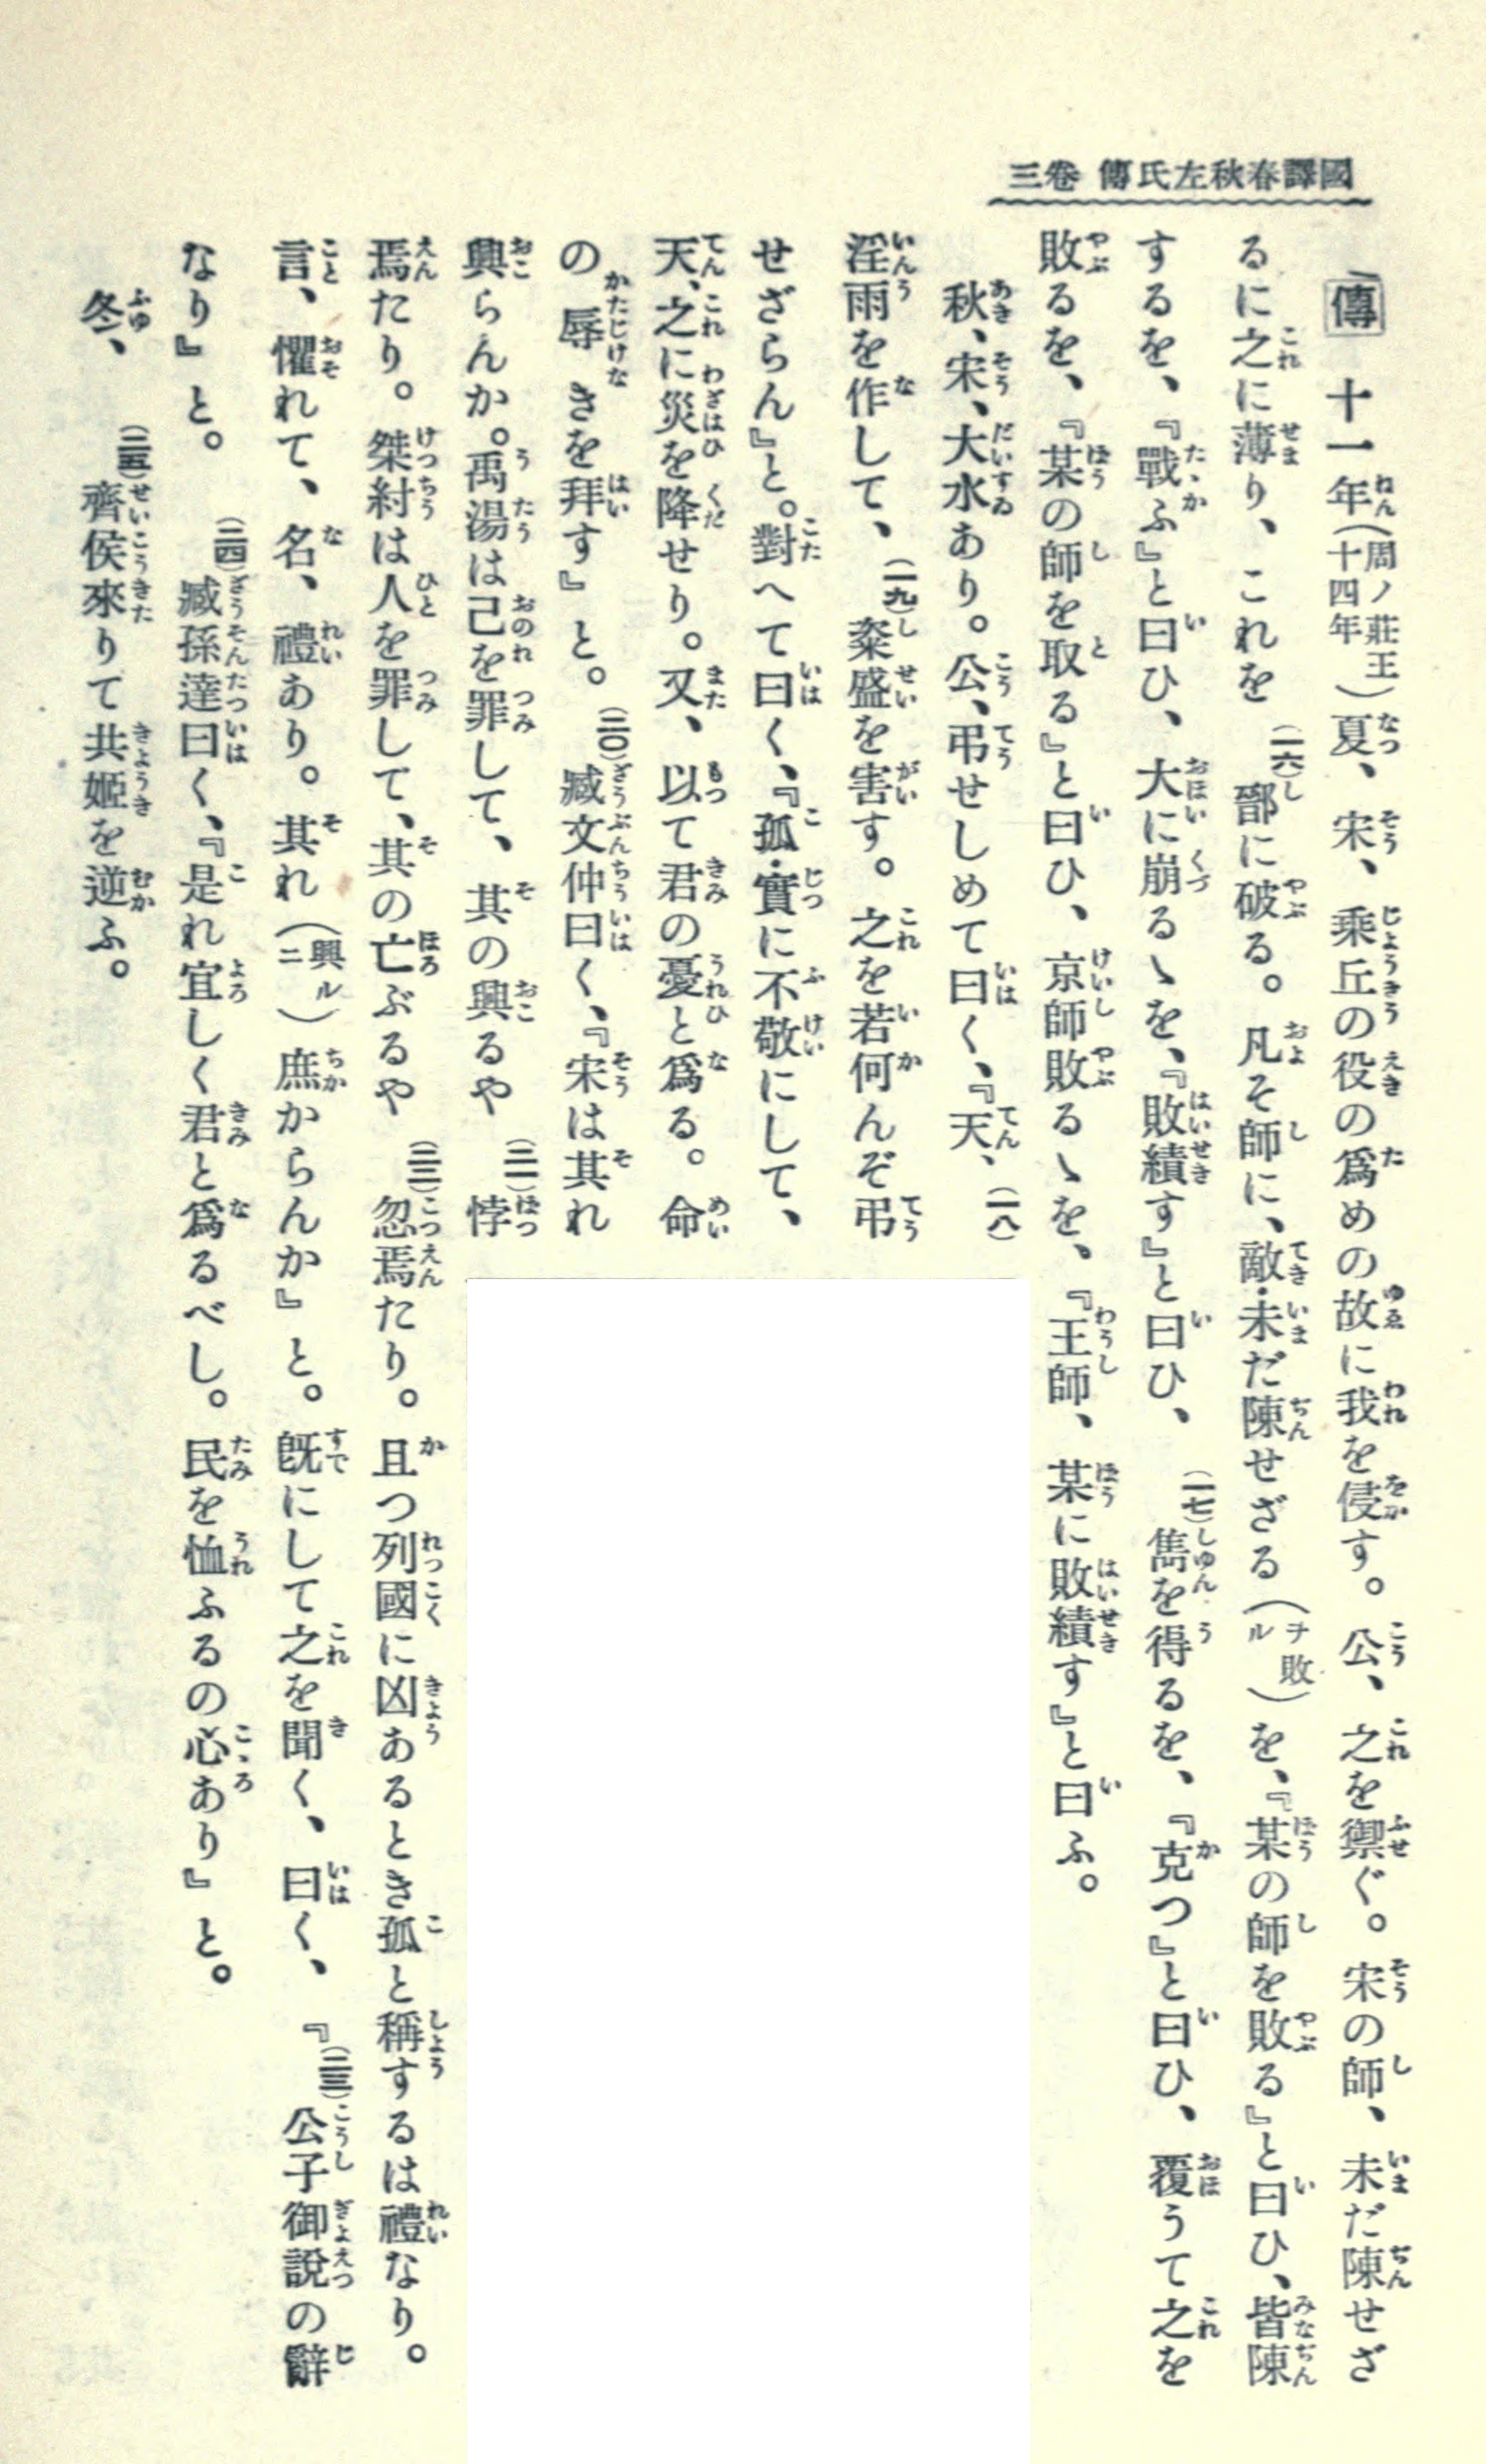 國譯春秋左氏傳 卷三
傳 十一年(周ノ莊王十四年)夏、宋、乘丘の役の爲めの故に我を侵す。公、之を禦ぐ。宋の師、未だ陳せざ
るに之に薄り、これを(一六)鄑に破る。凡そ師に、敵・未だ陳せざる(ヲ敗ル)を、『某の師を敗る』と曰ひ、皆陳
するを、『戰ふ』と曰ひ、大に崩るゝを、『敗績す』と曰ひ、(一七)雋を得るを、『克つ』と曰ひ、覆うて之を
敗るを、『某の師を取る』と曰ひ、京師敗るゝを、『王師、某に敗績す』と曰ふ。
秋、宋、大水あり。公、弔せしめて曰く、『天、(一八)
淫雨を作して、(一九)粢盛を害す。之を若何んぞ弔
せざらん』と。對へて曰く、『孤・實に不敬にして、
天、之に災を降せり。又、以て君の憂と爲る。命
の辱きを拜す』と。(二〇)臧文仲曰く、『宋は其れ
興らんか。禹湯は己を罪して、其の興るや(二一)悖
焉たり。桀紂は人を罪して、其の亡ぶるや(二二)忽焉たり。且つ列國に凶あるとき孤と稱するは禮なり。
言、懼れて、名、禮あり。其れ(興ルニ)庶からんか』と。既にして之を聞く、曰く、『(二三)公子御說の辭
なり』と。(二四)臧孫達曰く、『是れ宜しく君と爲るべし。民を恤ふるの心あり』と。
冬、(二五)齊侯來りて共姬を逆ふ。